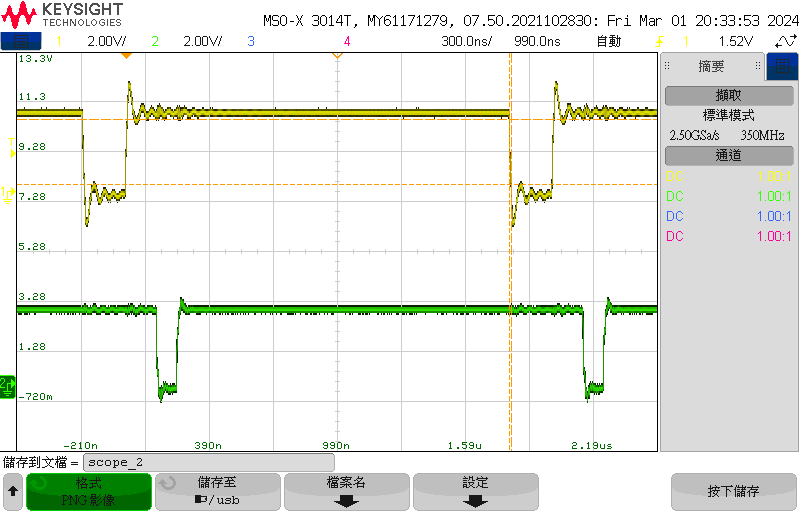 KEYSIGHT
TECHNOLOGIES
MSO-X 3014T, MY61171279, 07.50.2021102830: Fri Mar 01 20:33:53 2024
1 2.00V/ 2 2.00V/ 3 4 300.0ns/ 990.0ns 自動 1 1.52V
13.3V
11.3
9.28
7.28
5.28
3.28
1.28
-720m
-210n 390n 990n 1.59u 2.19us
T
1
2
摘要
擷取
標準模式
2.50GSa/s 350MHz
通道
DC 1.00:1
DC 1.00:1
DC 1.00:1
DC 1.00:1
儲存到文檔 = scope_2
格式
PNG 影像
儲存至
/usb
檔案名
設定
按下儲存